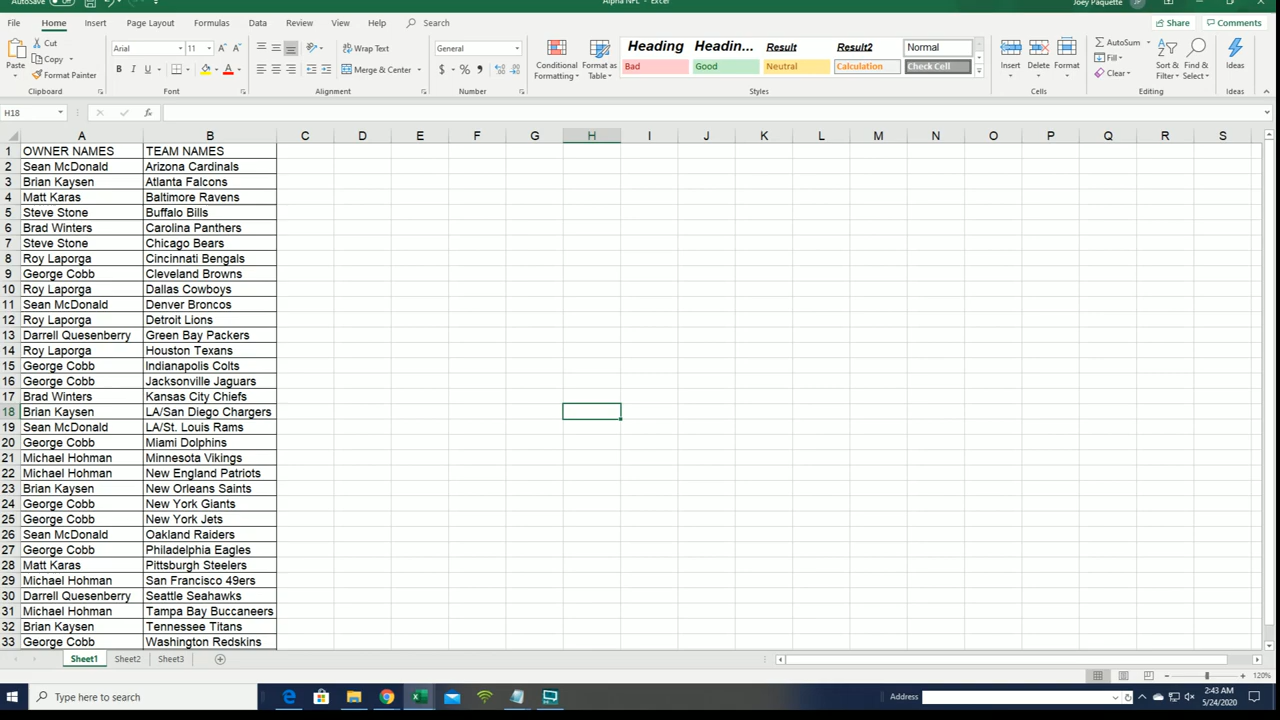 AutoSave Off
Alpha NFL - Excel
Joey Paquette JP
File Home Insert Page Layout Formulas Data Review View Help Search
Share Comments
Paste Cut Copy Format Painter
Clipboard
Arial 11
Font
Wrap Text
Merge & Center
Alignment
General
Number
Conditional Formatting
Format as Table
Heading Headin... Result Result2 Normal
Bad Good Neutral Calculation Check Cell
Styles
Insert Delete Format
Cells
AutoSum
Fill
Clear
Sort & Filter
Find & Select
Editing
Ideas
Ideas
H18
A B C D E F G H I J K L M N O P Q R S
1 OWNER NAMES TEAM NAMES
2 Sean McDonald Arizona Cardinals
3 Brian Kaysen Atlanta Falcons
4 Matt Karas Baltimore Ravens
5 Steve Stone Buffalo Bills
6 Brad Winters Carolina Panthers
7 Steve Stone Chicago Bears
8 Roy Laporga Cincinnati Bengals
9 George Cobb Cleveland Browns
10 Roy Laporga Dallas Cowboys
11 Sean McDonald Denver Broncos
12 Roy Laporga Detroit Lions
13 Darrell Quesenberry Green Bay Packers
14 Roy Laporga Houston Texans
15 George Cobb Indianapolis Colts
16 George Cobb Jacksonville Jaguars
17 Brad Winters Kansas City Chiefs
18 Brian Kaysen LA/San Diego Chargers
19 Sean McDonald LA/St. Louis Rams
20 George Cobb Miami Dolphins
21 Michael Hohman Minnesota Vikings
22 Michael Hohman New England Patriots
23 Brian Kaysen New Orleans Saints
24 George Cobb New York Giants
25 George Cobb New York Jets
26 Sean McDonald Oakland Raiders
27 George Cobb Philadelphia Eagles
28 Matt Karas Pittsburgh Steelers
29 Michael Hohman San Francisco 49ers
30 Darrell Quesenberry Seattle Seahawks
31 Michael Hohman Tampa Bay Buccaneers
32 Brian Kaysen Tennessee Titans
33 George Cobb Washington Redskins
Sheet1 Sheet2 Sheet3
120%
Type here to search
Address
2:43 AM
5/24/2020